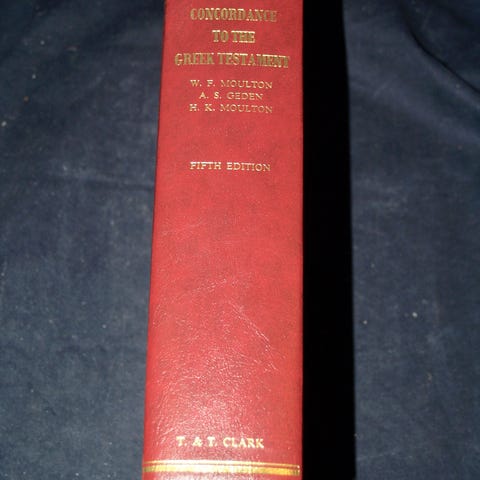 CONCORDANCE
TO THE
GREEK TESTAMENT
W. F. MOULTON
A. S. GEDEN
H. K. MOULTON
FIFTH EDITION
T. & T. CLARK